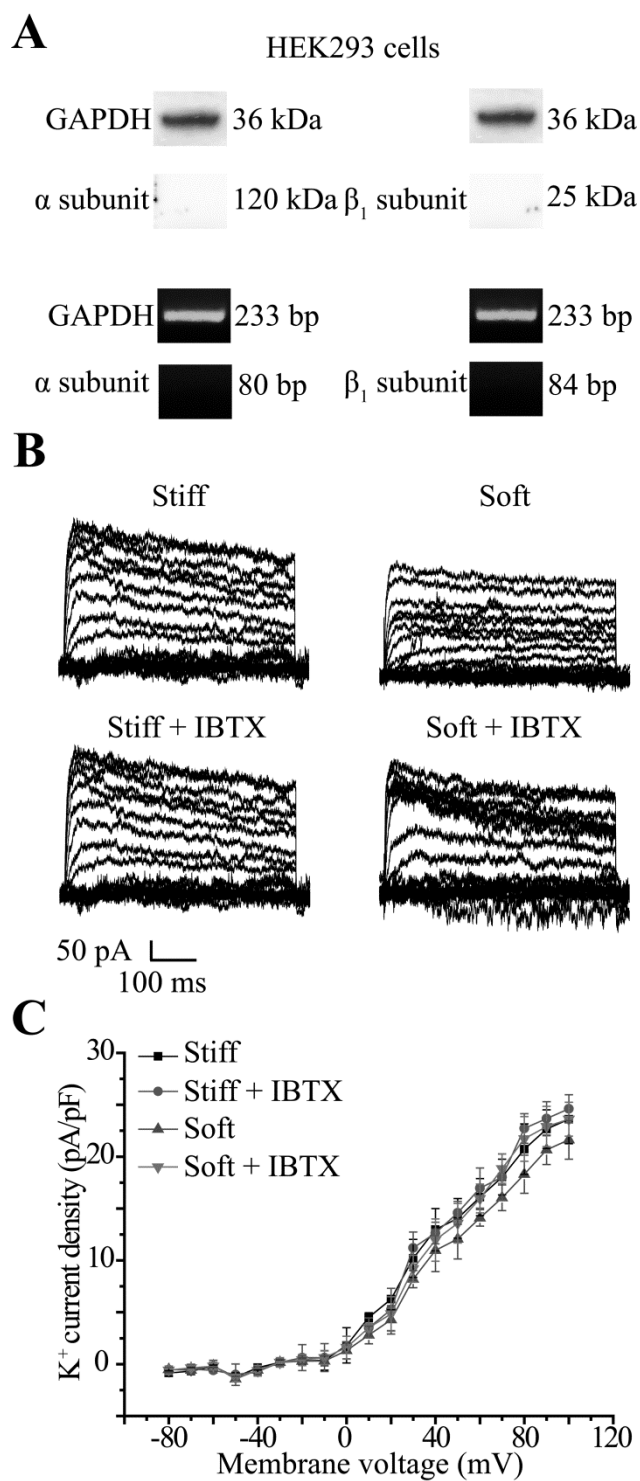 A
HEK293 cells
GAPDH 36 kDa 36 kDa
α subunit 120 kDa β₁ subunit 25 kDa
GAPDH 233 bp 233 bp
α subunit 80 bp β₁ subunit 84 bp
B
Stiff Soft
Stiff + IBTX Soft + IBTX
50 pA
100 ms
C
Stiff
Stiff + IBTX
Soft
Soft + IBTX
K⁺ current density (pA/pF)
30
20
10
0
-80 -40 0 40 80 120
Membrane voltage (mV)